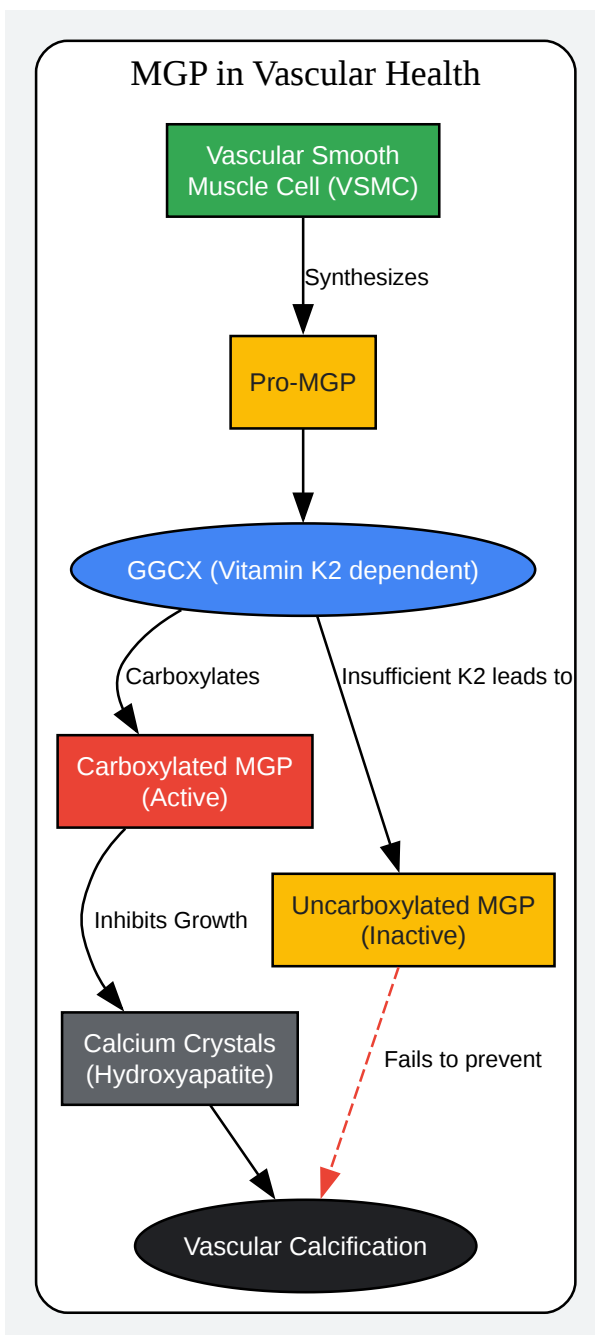 MGP in Vascular Health
Vascular Smooth
Muscle Cell (VSMC)
Synthesizes
Pro-MGP
GGCX (Vitamin K2 dependent)
Carboxylates
Insufficient K2 leads to
Carboxylated MGP
(Active)
Uncarboxylated MGP
(Inactive)
Inhibits Growth
Calcium Crystals
(Hydroxyapatite)
Fails to prevent
Vascular Calcification